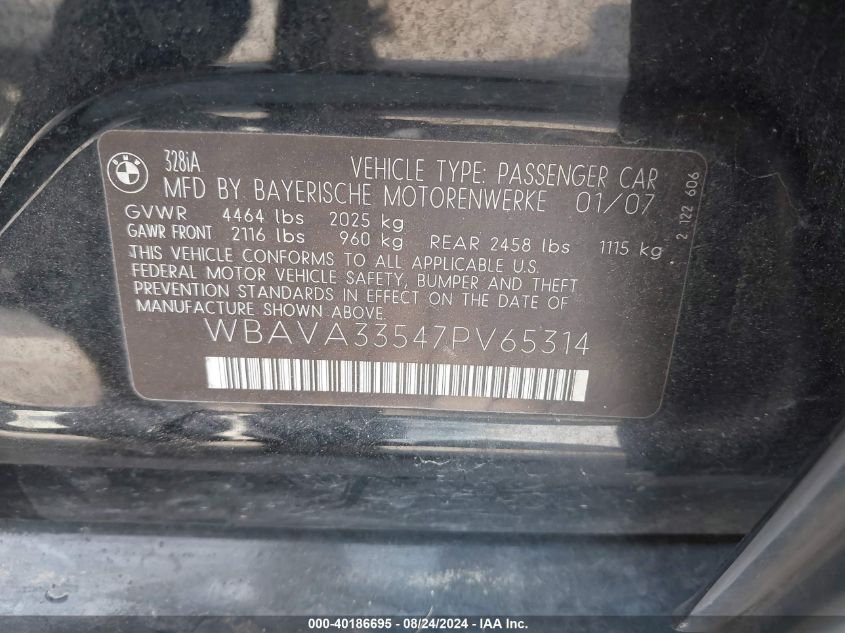 BMW
328iA
VEHICLE TYPE: PASSENGER CAR
MFD BY BAYERISCHE MOTORENWERKE 01/07
GVWR 4464 lbs 2025 kg
GAWR FRONT 2116 lbs 960 kg REAR 2458 lbs 1115 kg
THIS VEHICLE CONFORMS TO ALL APPLICABLE U.S.
FEDERAL MOTOR VEHICLE SAFETY, BUMPER AND THEFT
PREVENTION STANDARDS IN EFFECT ON THE DATE OF
MANUFACTURE SHOWN ABOVE.
WBAVA33547PV65314
2 122 606
000-40186695 - 08/24/2024 - IAAI.com